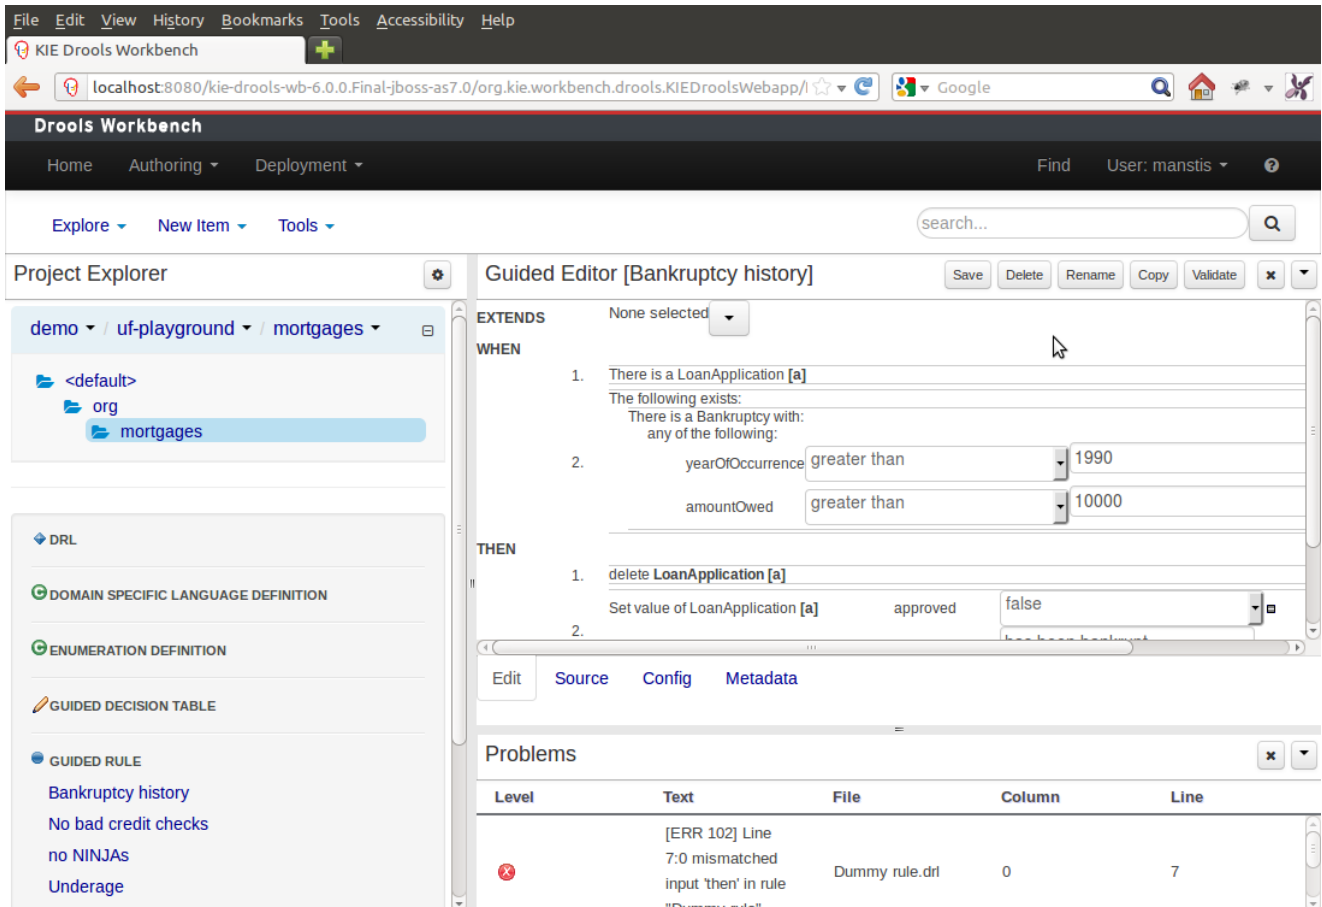 File Edit View History Bookmarks Tools Accessibility Help
KIE Drools Workbench
localhost:8080/kie-drools-wb-6.0.0.Final-jboss-as7.0/org.kie.workbench.drools.KIEDroolsWebapp/
Google
Drools Workbench
Home Authoring Deployment Find User: manstis
Explore New Item Tools search...
Project Explorer
demo / uf-playground / mortgages
<default>
org
mortgages
DRL
DOMAIN SPECIFIC LANGUAGE DEFINITION
ENUMERATION DEFINITION
GUIDED DECISION TABLE
GUIDED RULE
Bankruptcy history
No bad credit checks
no NINJAs
Underage
Guided Editor [Bankruptcy history] Save Delete Rename Copy Validate
EXTENDS None selected
WHEN
1. There is a LoanApplication [a]
The following exists:
There is a Bankruptcy with:
any of the following:
2. yearOfOccurrence greater than 1990
amountOwed greater than 10000
THEN
1. delete LoanApplication [a]
Set value of LoanApplication [a] approved false
2.
has been bankrupt
Edit Source Config Metadata
Problems
Level Text File Column Line
[ERR 102] Line
7:0 mismatched
input 'then' in rule
"Dummy rule"
Dummy rule.drl 0 7